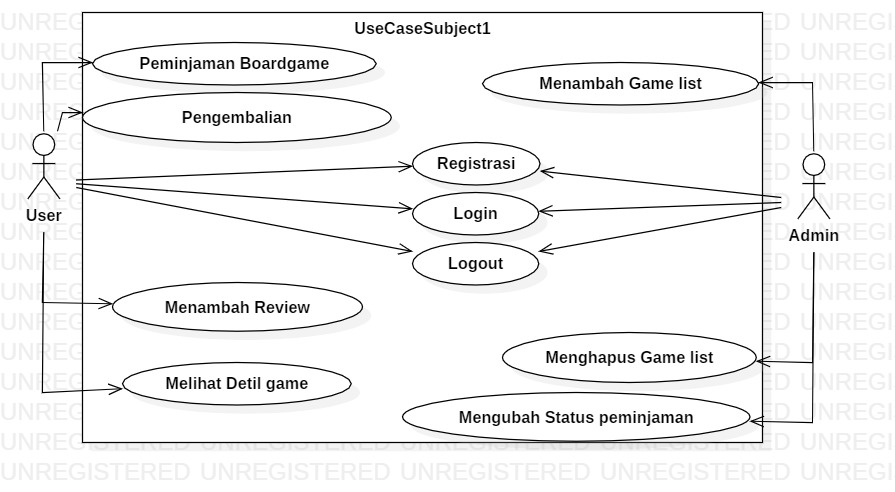 UseCaseSubject1
Peminjaman Boardgame
Menambah Game list
Pengembalian
Registrasi
User
Login
Admin
Logout
Menambah Review
Menghapus Game list
Melihat Detil game
Mengubah Status peminjaman
UNREGISTERED UNREGISTERED UNREGISTERED UNREGISTERED UNREGISTERED